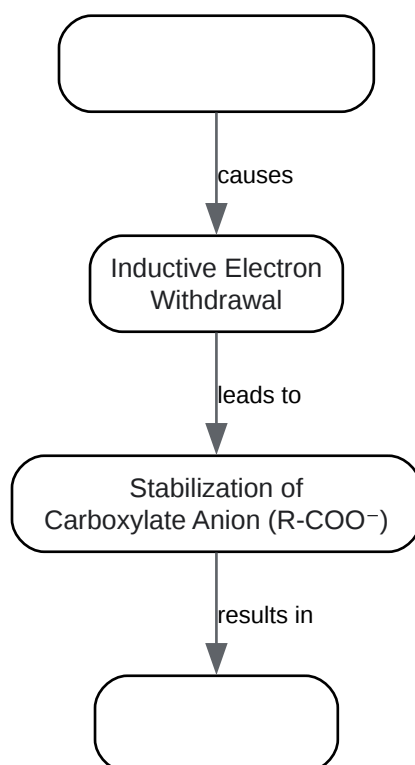 causes
Inductive Electron
Withdrawal
leads to
Stabilization of
Carboxylate Anion (R-COO⁻)
results in